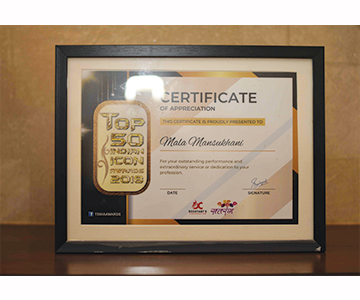 CERTIFICATE
OF APPRECIATION
THIS CERTIFICATE IS PROUDLY PRESENTED TO
Mala Mansukhani
For your outstanding performance and
extraordinary service or dedication to your
profession.
TOP
50
INDIAN
ICON
AWARDS
2018
DATE
SIGNATURE